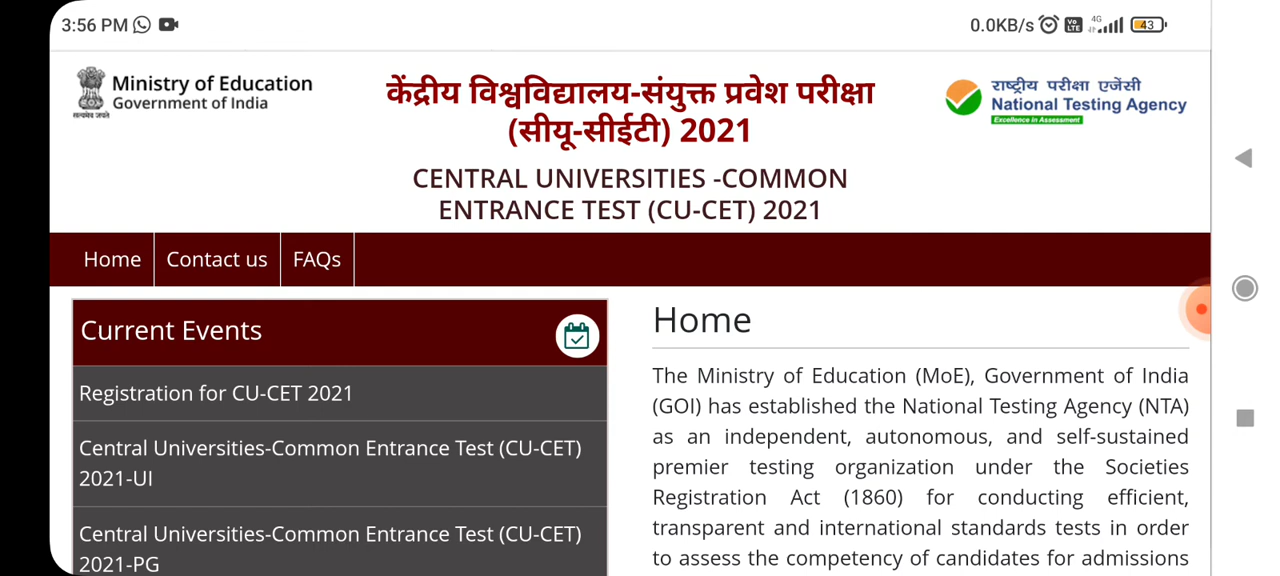 3:56 PM
0.0KB/s
Vo LTE
4G
43
Ministry of Education
Government of India
सत्यमेव जयते
केंद्रीय विश्वविद्यालय-संयुक्त प्रवेश परीक्षा
(सीयू-सीईटी) 2021
CENTRAL UNIVERSITIES -COMMON
ENTRANCE TEST (CU-CET) 2021
राष्ट्रीय परीक्षा एजेंसी
National Testing Agency
Excellence in Assessment
Home
Contact us
FAQs
Current Events
Registration for CU-CET 2021
Central Universities-Common Entrance Test (CU-CET)
2021-UI
Central Universities-Common Entrance Test (CU-CET)
2021-PG
Home
The Ministry of Education (MoE), Government of India
(GOI) has established the National Testing Agency (NTA)
as an independent, autonomous, and self-sustained
premier testing organization under the Societies
Registration Act (1860) for conducting efficient,
transparent and international standards tests in order
to assess the competency of candidates for admissions